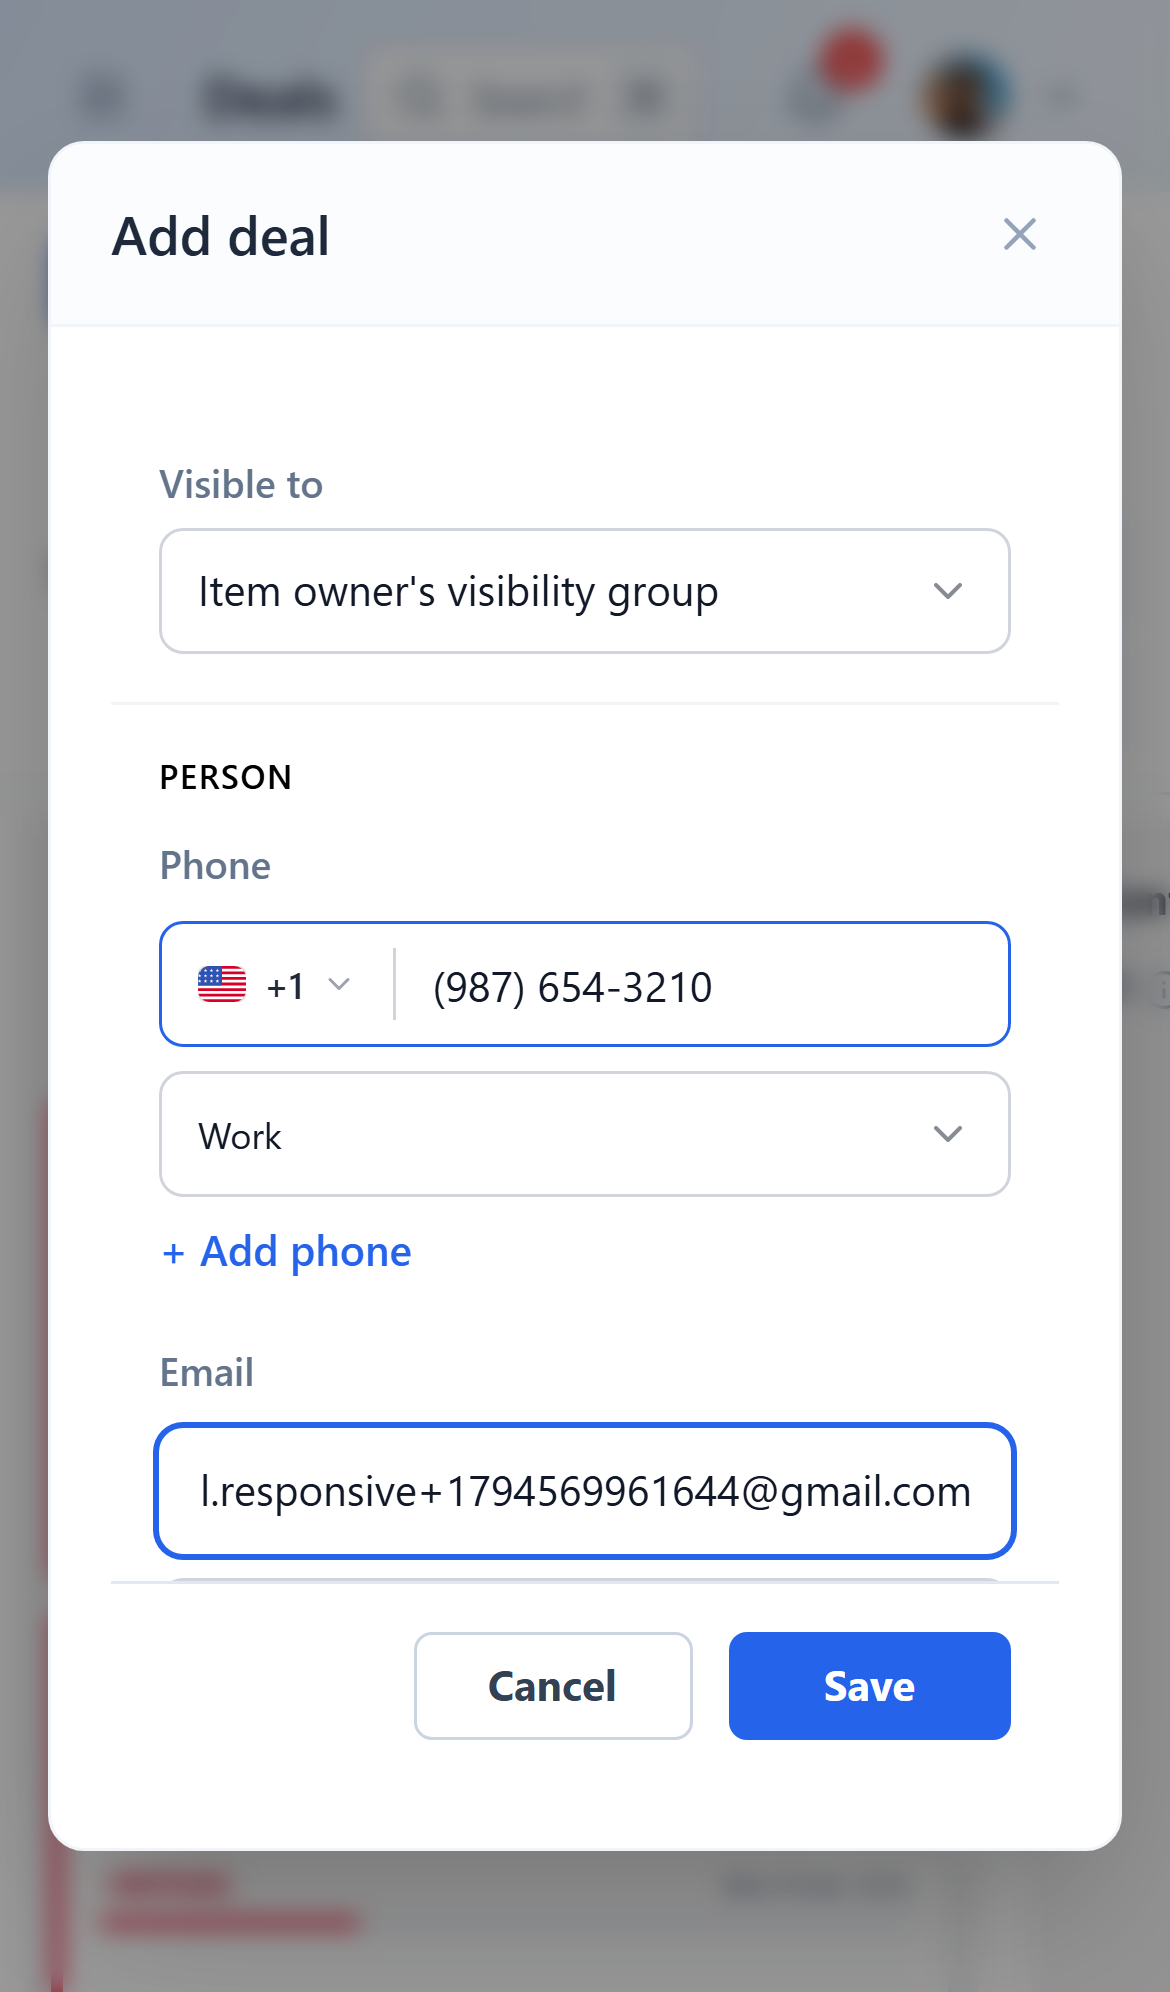 Deals
Add deal
Visible to
Item owner's visibility group
PERSON
Phone
+1
(987) 654-3210
Work
+ Add phone
Email
l.responsive+1794569961644@gmail.com
Cancel
Save